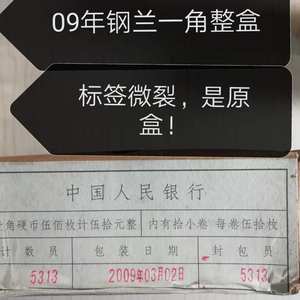 09年钢兰一角整盒
标签微裂，是原
盒！
中国人民银行
角硬币伍佰枚计伍拾元整 内有拾小卷 每卷伍拾枚
计数员 包装日期 封包员
5313 2009年03月02日 5313